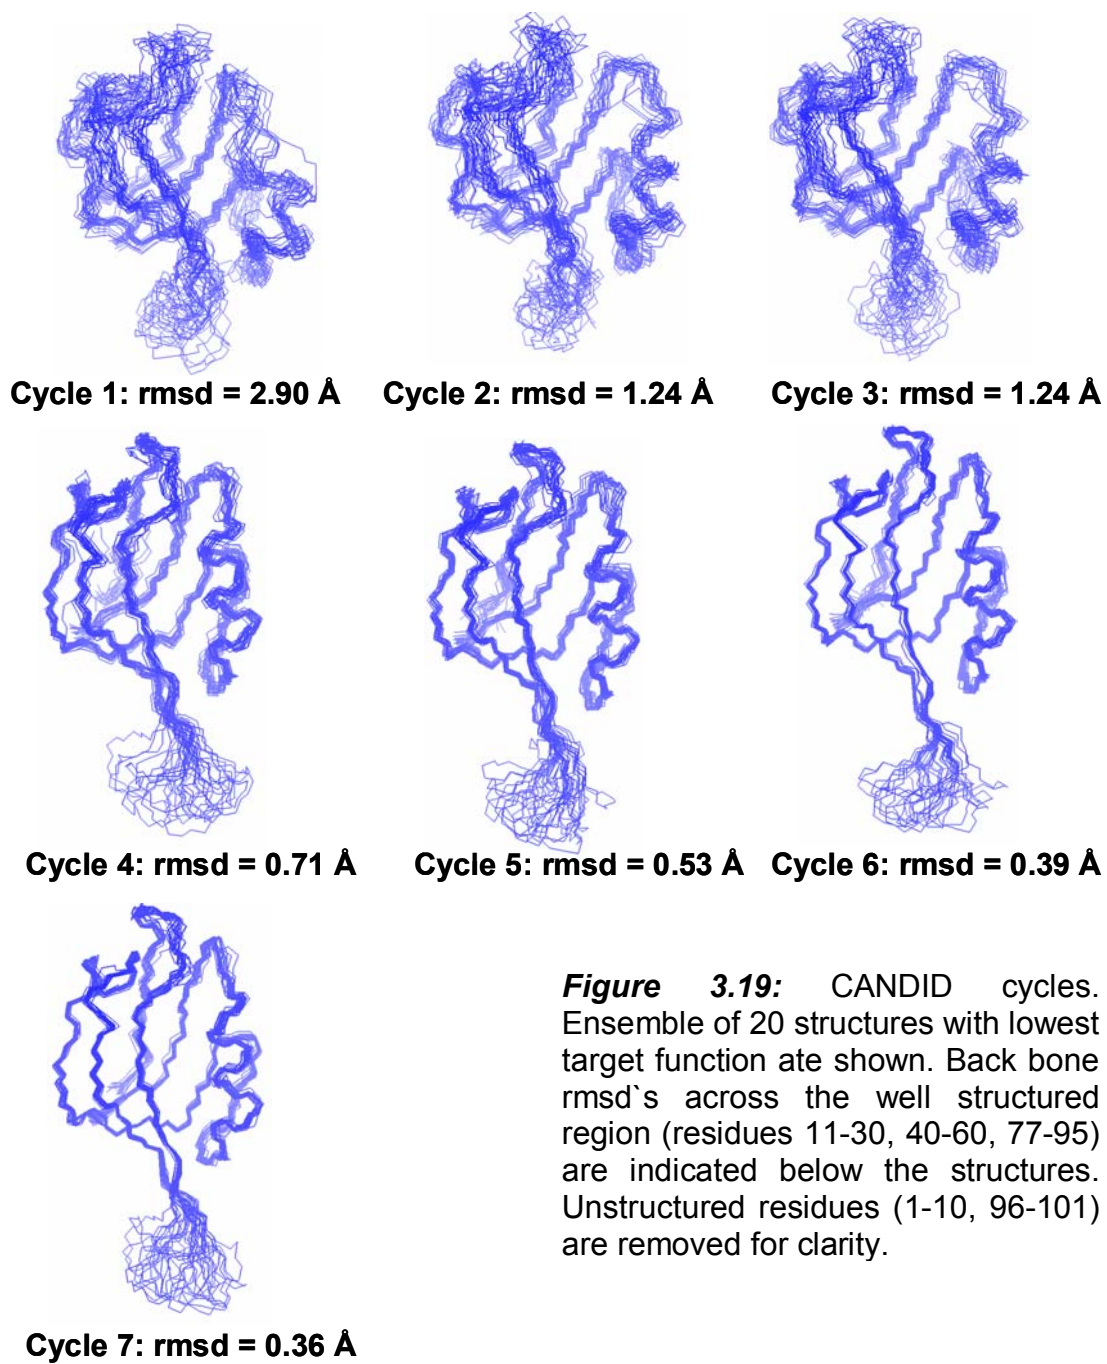 Cycle 1: rmsd = 2.90 Å
Cycle 2: rmsd = 1.24 Å
Cycle 3: rmsd = 1.24 Å
Cycle 4: rmsd = 0.71 Å
Cycle 5: rmsd = 0.53 Å
Cycle 6: rmsd = 0.39 Å
Cycle 7: rmsd = 0.36 Å
Figure 3.19: CANDID cycles.
Ensemble of 20 structures with lowest
target function ate shown. Back bone
rmsd`s across the well structured
region (residues 11-30, 40-60, 77-95)
are indicated below the structures.
Unstructured residues (1-10, 96-101)
are removed for clarity.